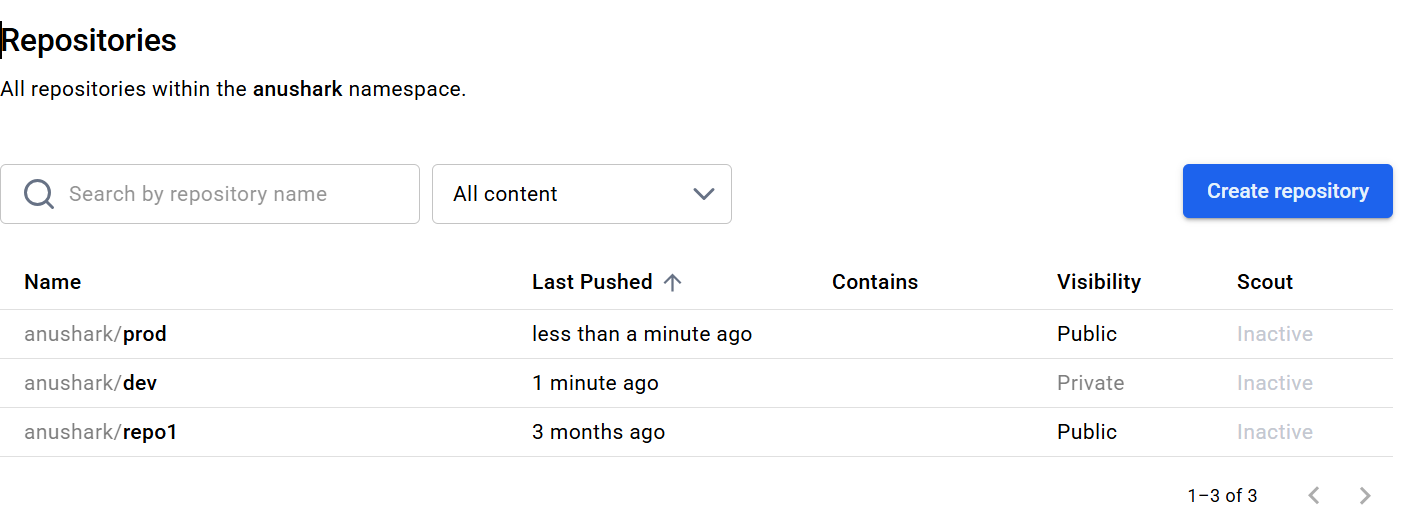 Repositories
All repositories within the anushark namespace.
Search by repository name
All content
Create repository
Name Last Pushed Contains Visibility Scout
anushark/prod less than a minute ago Public Inactive
anushark/dev 1 minute ago Private Inactive
anushark/repo1 3 months ago Public Inactive
1–3 of 3